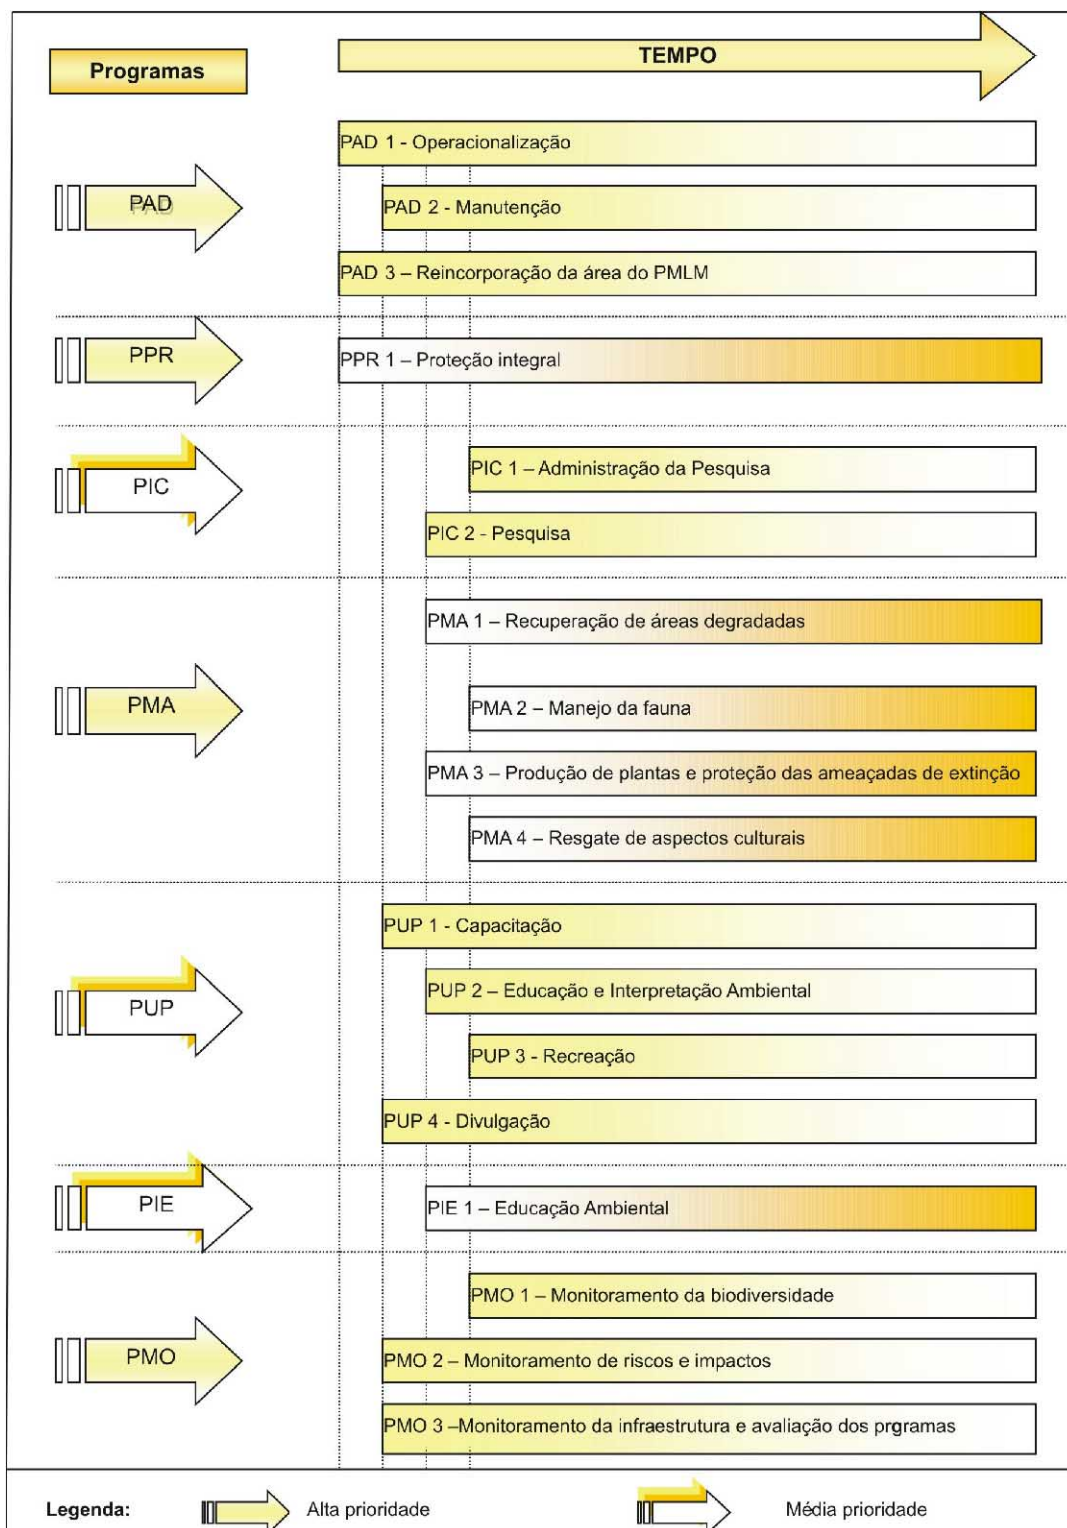 Programas
TEMPO
PAD 1 - Operacionalização
PAD
PAD 2 - Manutenção
PAD 3 – Reincorporação da área do PMLM
PPR
PPR 1 – Proteção integral
PIC
PIC 1 – Administração da Pesquisa
PIC 2 - Pesquisa
PMA 1 – Recuperação de áreas degradadas
PMA
PMA 2 – Manejo da fauna
PMA 3 – Produção de plantas e proteção das ameaçadas de extinção
PMA 4 – Resgate de aspectos culturais
PUP 1 - Capacitação
PUP
PUP 2 – Educação e Interpretação Ambiental
PUP 3 - Recreação
PUP 4 - Divulgação
PIE
PIE 1 – Educação Ambiental
PMO 1 – Monitoramento da biodiversidade
PMO
PMO 2 – Monitoramento de riscos e impactos
PMO 3 –Monitoramento da infraestrutura e avaliação dos prgramas
Legenda:
Alta prioridade
Média prioridade